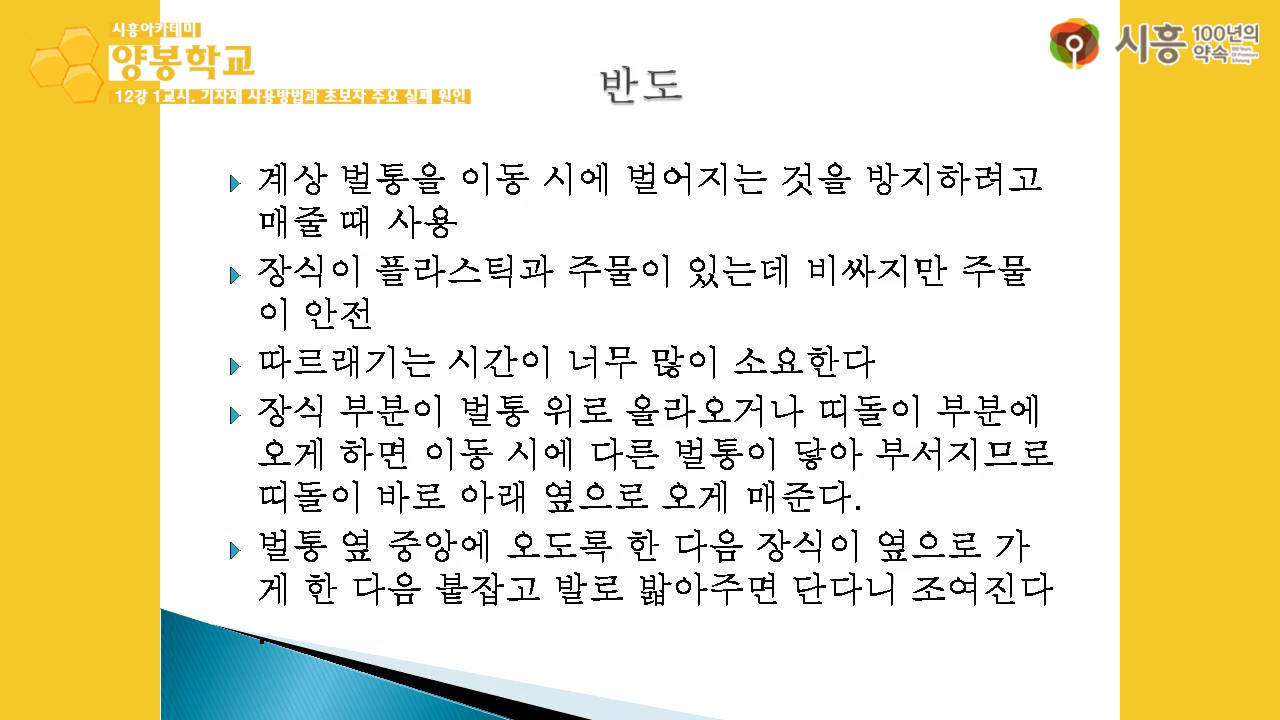 시흥아카데미
양봉학교
12강 1교시. 기자재 사용방법과 초보자 주요 실패 원인
시흥 100년의
약속
반도
계상 벌통을 이동 시에 벌어지는 것을 방지하려고
매줄 때 사용
장식이 플라스틱과 주물이 있는데 비싸지만 주물
이 안전
따르래기는 시간이 너무 많이 소요한다
장식 부분이 벌통 위로 올라오거나 띠돌이 부분에
오게 하면 이동 시에 다른 벌통이 닿아 부서지므로
띠돌이 바로 아래 옆으로 오게 매준다.
벌통 옆 중앙에 오도록 한 다음 장식이 옆으로 가
게 한 다음 붙잡고 발로 밟아주면 단다니 조여진다
.